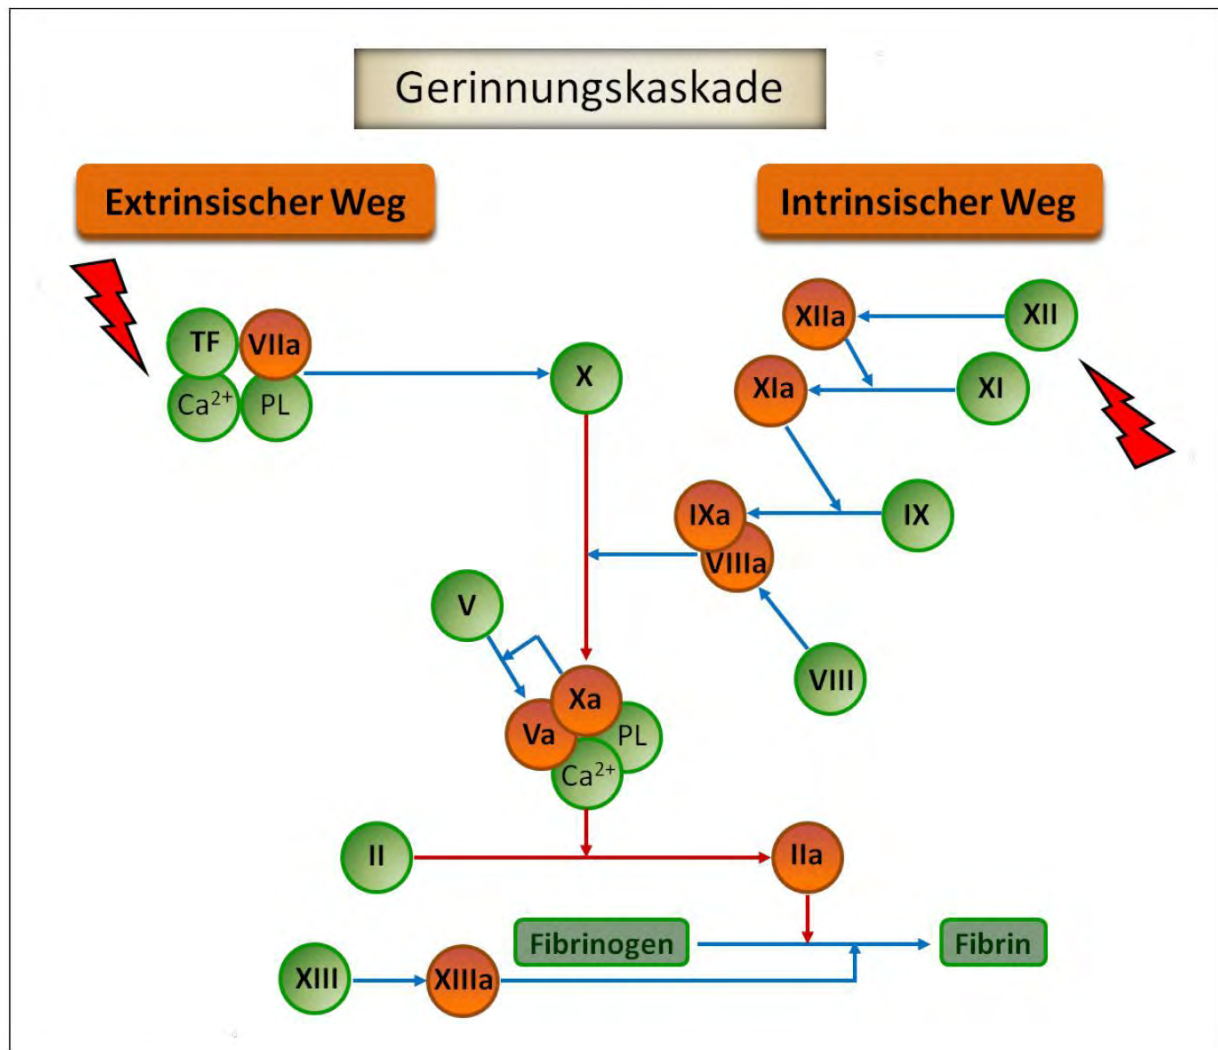 Gerinnungskaskade
Extrinsischer Weg
Intrinsischer Weg
TF
VIIa
Ca²⁺
PL
X
XIIa
XII
XIa
XI
IXa
IX
VIIIa
VIII
V
Xa
Va
PL
Ca²⁺
II
IIa
Fibrinogen
Fibrin
XIII
XIIIa